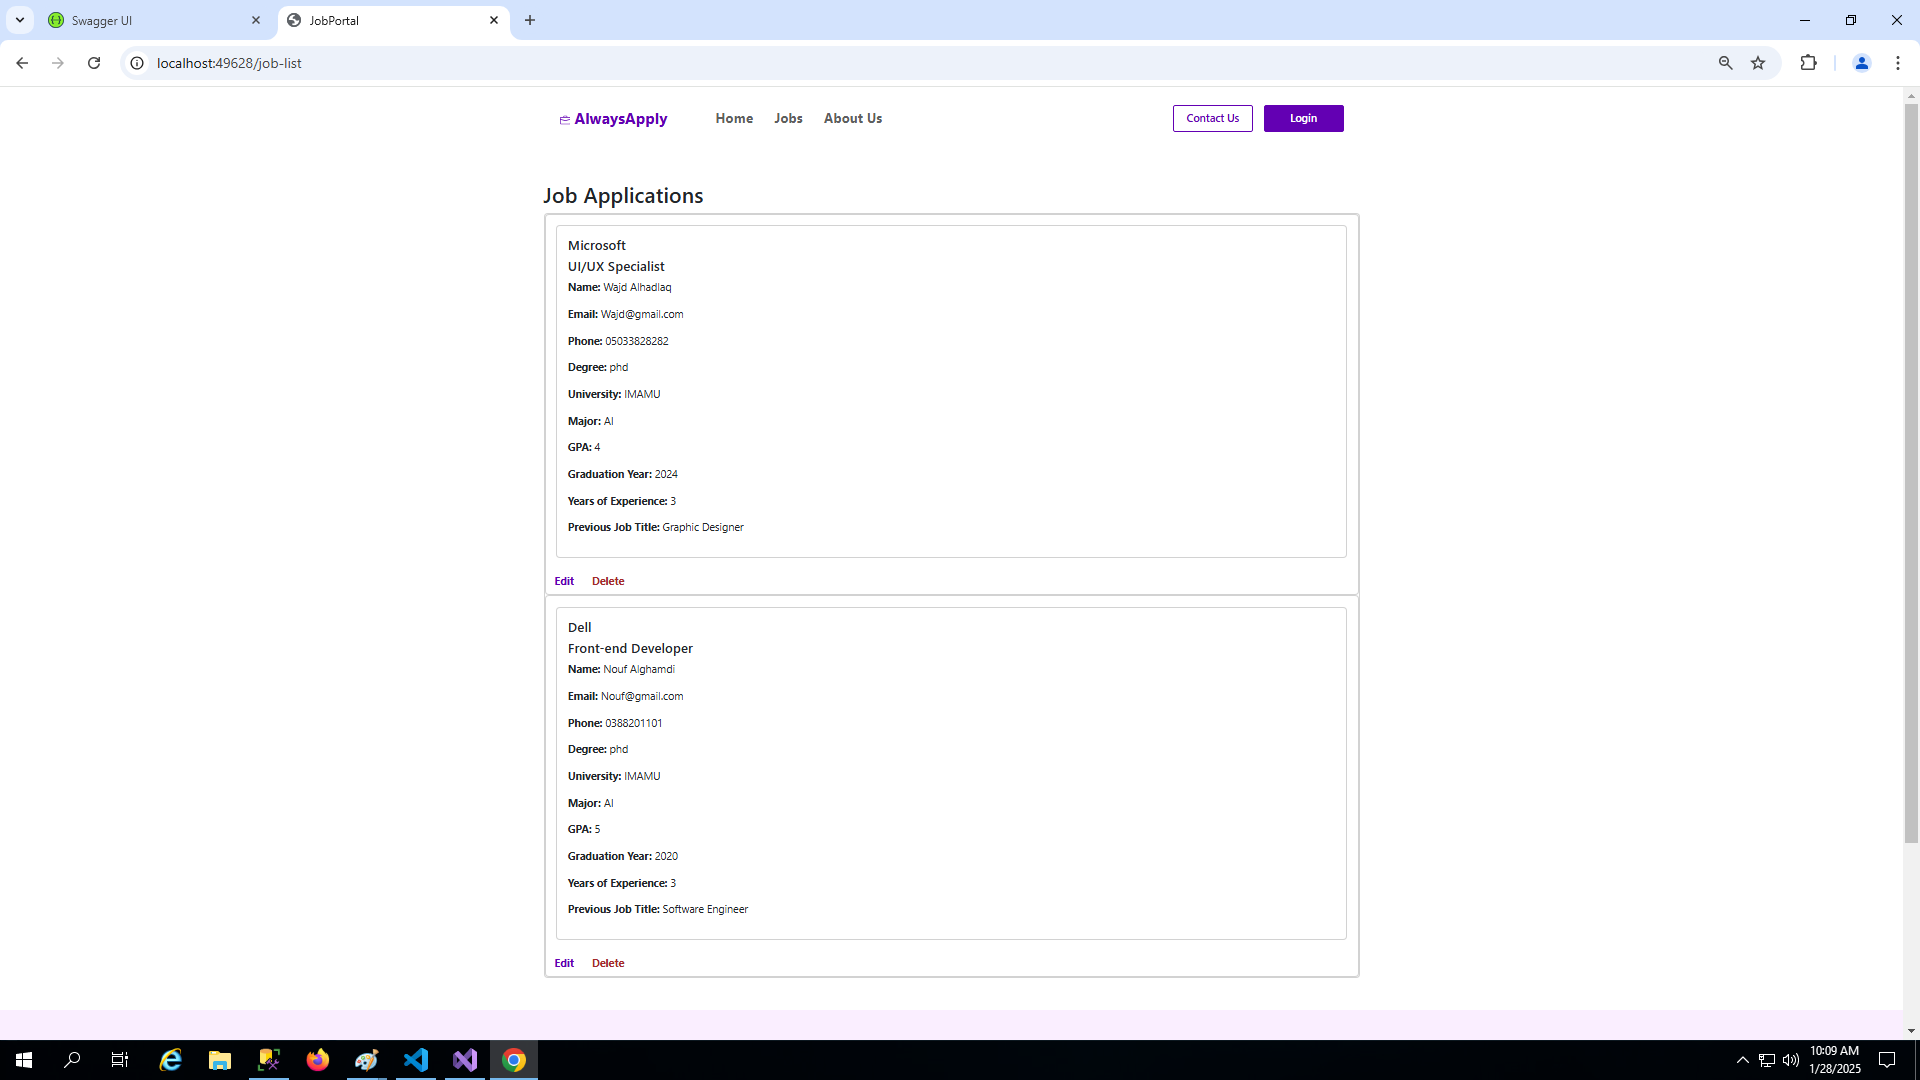 Swagger UI
JobPortal
localhost:49628/job-list
AlwaysApply
Home
Jobs
About Us
Contact Us
Login
Job Applications
Microsoft
UI/UX Specialist
Name: Wajd Alhadlaq
Email: Wajd@gmail.com
Phone: 05033828282
Degree: phd
University: IMAMU
Major: AI
GPA: 4
Graduation Year: 2024
Years of Experience: 3
Previous Job Title: Graphic Designer
Edit
Delete
Dell
Front-end Developer
Name: Nouf Alghamdi
Email: Nouf@gmail.com
Phone: 0388201101
Degree: phd
University: IMAMU
Major: AI
GPA: 5
Graduation Year: 2020
Years of Experience: 3
Previous Job Title: Software Engineer
Edit
Delete
10:09 AM
1/28/2025